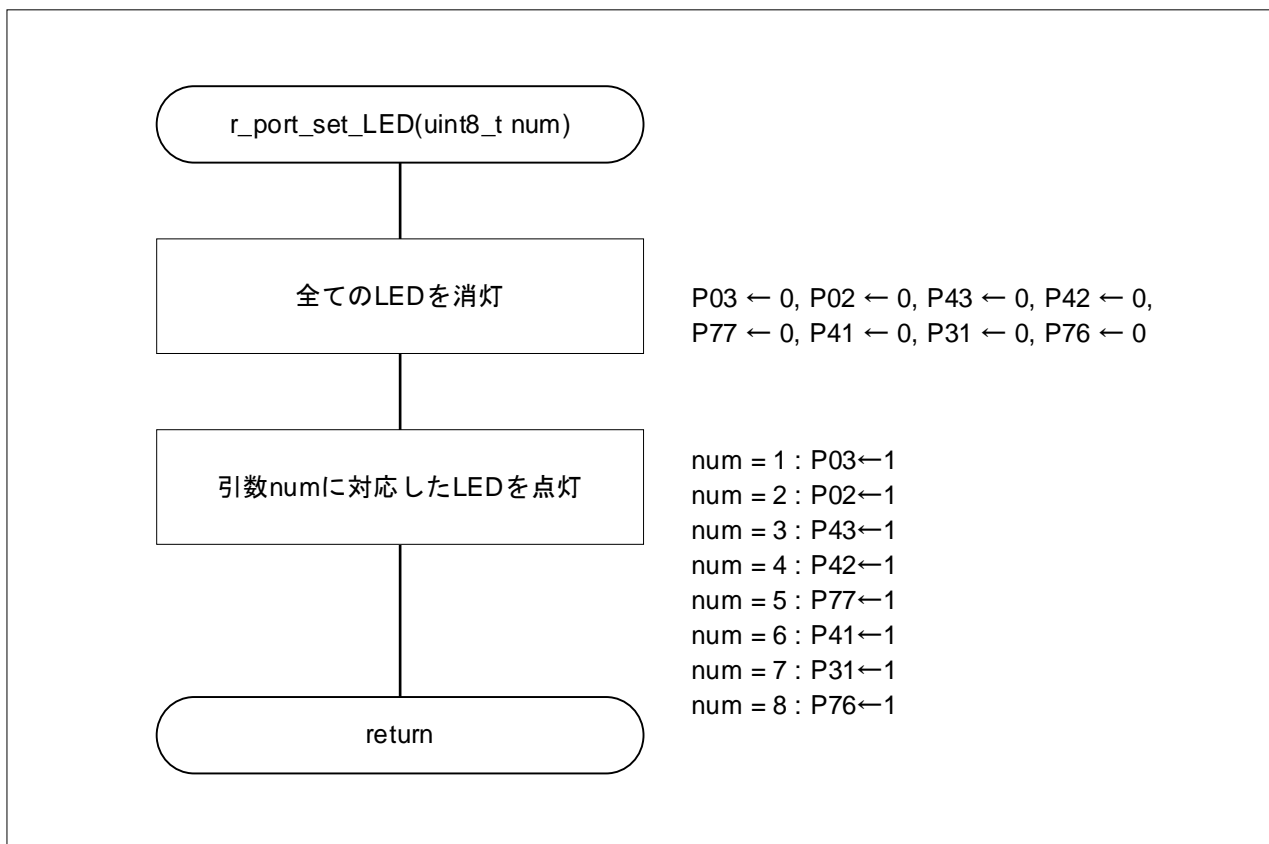 r_port_set_LED(uint8_t num)
全てのLEDを消灯
P03 ← 0, P02 ← 0, P43 ← 0, P42 ← 0,
P77 ← 0, P41 ← 0, P31 ← 0, P76 ← 0
引数numに対応したLEDを点灯
num = 1 : P03←1
num = 2 : P02←1
num = 3 : P43←1
num = 4 : P42←1
num = 5 : P77←1
num = 6 : P41←1
num = 7 : P31←1
num = 8 : P76←1
return